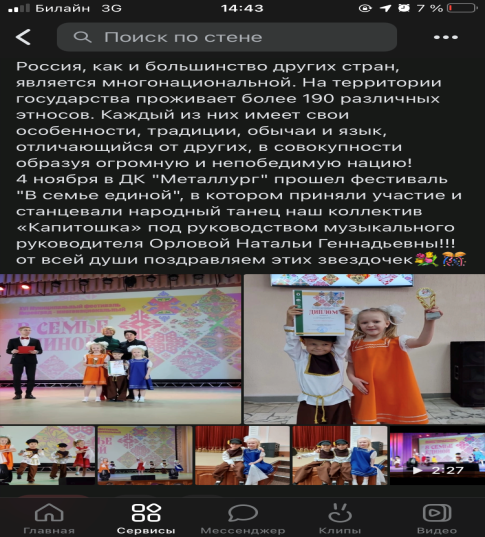 Билайн 3G 14:43 7 %
Поиск по стене
Россия, как и большинство других стран,
является многонациональной. На территории
государства проживает более 190 различных
этносов. Каждый из них имеет свои
особенности, традиции, обычаи и язык,
отличающийся от других, в совокупности
образуя огромную и непобедимую нацию!
4 ноября в ДК "Металлург" прошел фестиваль
"В семье единой", в котором приняли участие и
станцевали народный танец наш коллектив
«Капитошка» под руководством музыкального
руководителя Орловой Натальи Геннадьевны!!!
от всей души поздравляем этих звездочек
СЕМЬЕ
ДИПЛОМ
2:27
Главная Сервисы Мессенджер Клипы Видео